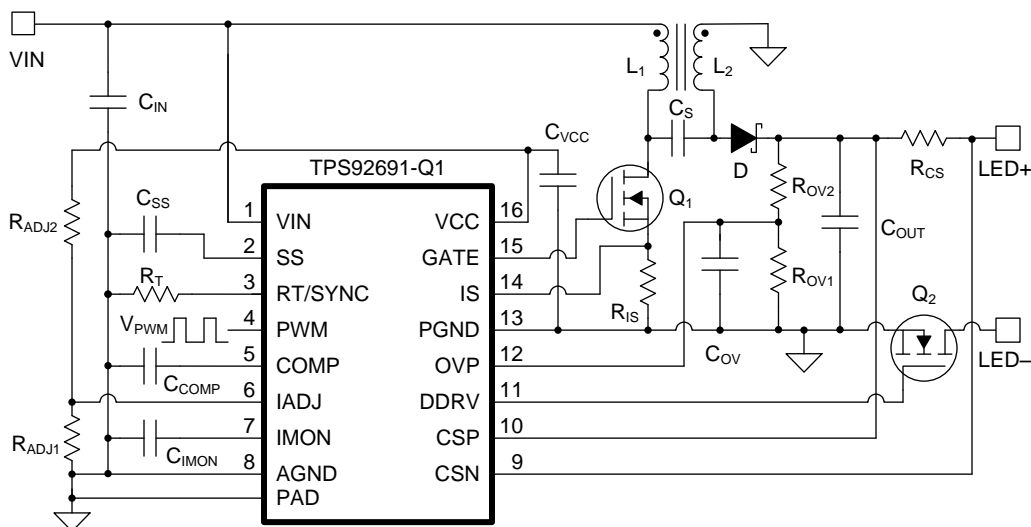 VIN
L1 L2
CIN
CS
CVCC
TPS92691-Q1
D
RCS
LED+
RADJ2
CSS
1 VIN
VCC 16
Q1
ROV2
COUT
2 SS
GATE 15
RT
3 RT/SYNC
IS 14
RIS
ROV1
Q2
VPWM
4 PWM
PGND 13
LED–
5 COMP
OVP 12
COV
CCOMP
6 IADJ
DDRV 11
RADJ1
7 IMON
CSP 10
CIMON
8 AGND
CSN 9
PAD